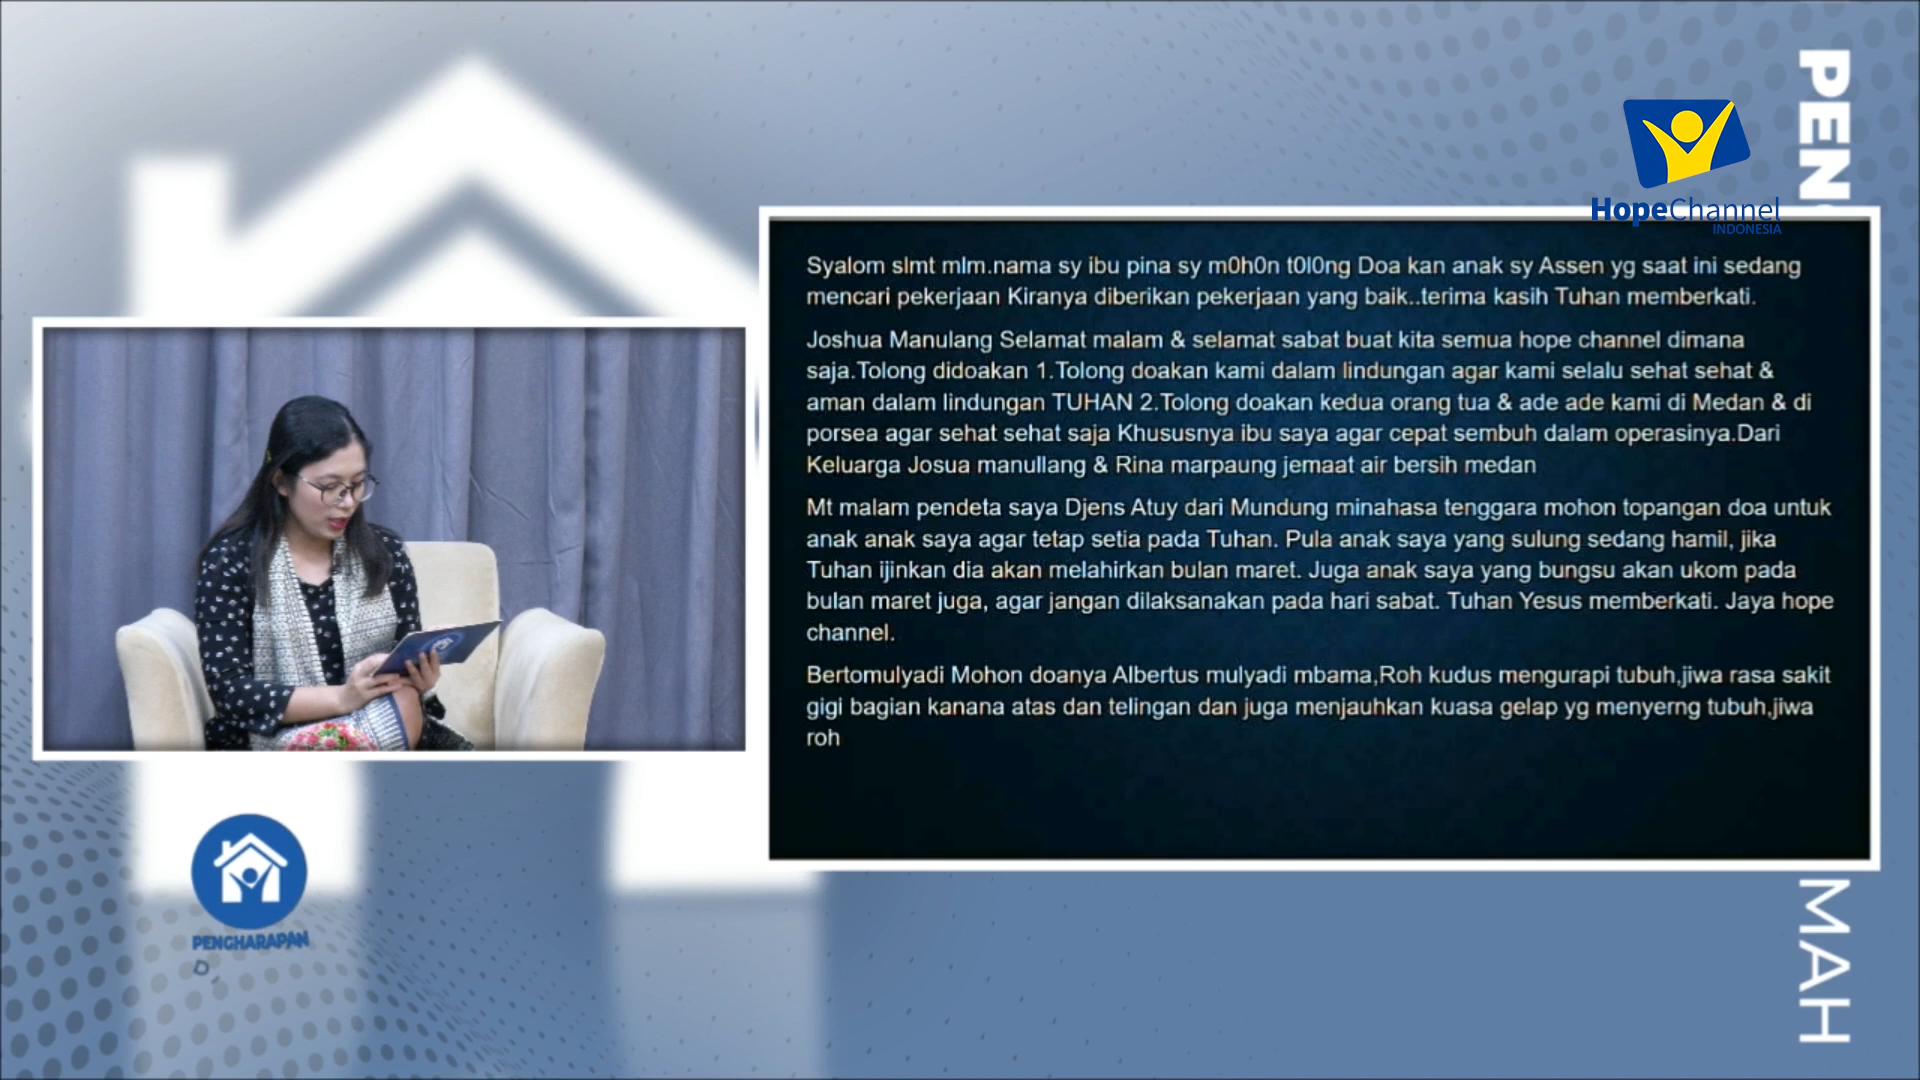 PEN
HopeChannel
INDONESIA
Syalom slmt mlm.nama sy ibu pina sy m0h0n t0l0ng Doa kan anak sy Assen yg saat ini sedang
mencari pekerjaan Kiranya diberikan pekerjaan yang baik..terima kasih Tuhan memberkati.
Joshua Manulang Selamat malam & selamat sabat buat kita semua hope channel dimana
saja.Tolong didoakan 1.Tolong doakan kami dalam lindungan agar kami selalu sehat sehat &
aman dalam lindungan TUHAN 2.Tolong doakan kedua orang tua & ade ade kami di Medan & di
porsea agar sehat sehat saja Khususnya ibu saya agar cepat sembuh dalam operasinya.Dari
Keluarga Josua manullang & Rina marpaung jemaat air bersih medan
Mt malam pendeta saya Djens Atuy dari Mundung minahasa tenggara mohon topangan doa untuk
anak anak saya agar tetap setia pada Tuhan. Pula anak saya yang sulung sedang hamil, jika
Tuhan ijinkan dia akan melahirkan bulan maret. Juga anak saya yang bungsu akan ukom pada
bulan maret juga, agar jangan dilaksanakan pada hari sabat. Tuhan Yesus memberkati. Jaya hope
channel.
Bertomulyadi Mohon doanya Albertus mulyadi mbama,Roh kudus mengurapi tubuh,jiwa rasa sakit
gigi bagian kanana atas dan telingan dan juga menjauhkan kuasa gelap yg menyerng tubuh,jiwa
roh
PENGHARAPAN
D
MAH